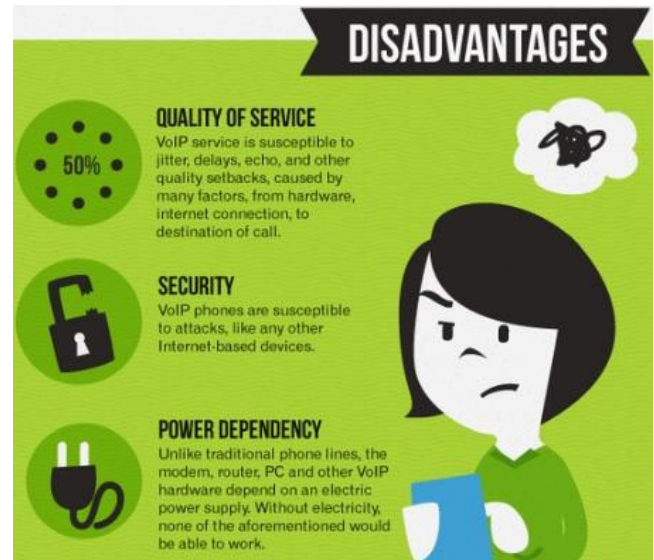 DISADVANTAGES
50%
QUALITY OF SERVICE
VoIP service is susceptible to
jitter, delays, echo, and other
quality setbacks, caused by
many factors, from hardware,
internet connection, to
destination of call.
SECURITY
VoIP phones are susceptible
to attacks, like any other
Internet-based devices.
POWER DEPENDENCY
Unlike traditional phone lines, the
modem, router, PC and other VoIP
hardware depend on an electric
power supply. Without electricity,
none of the aforementioned would
be able to work.